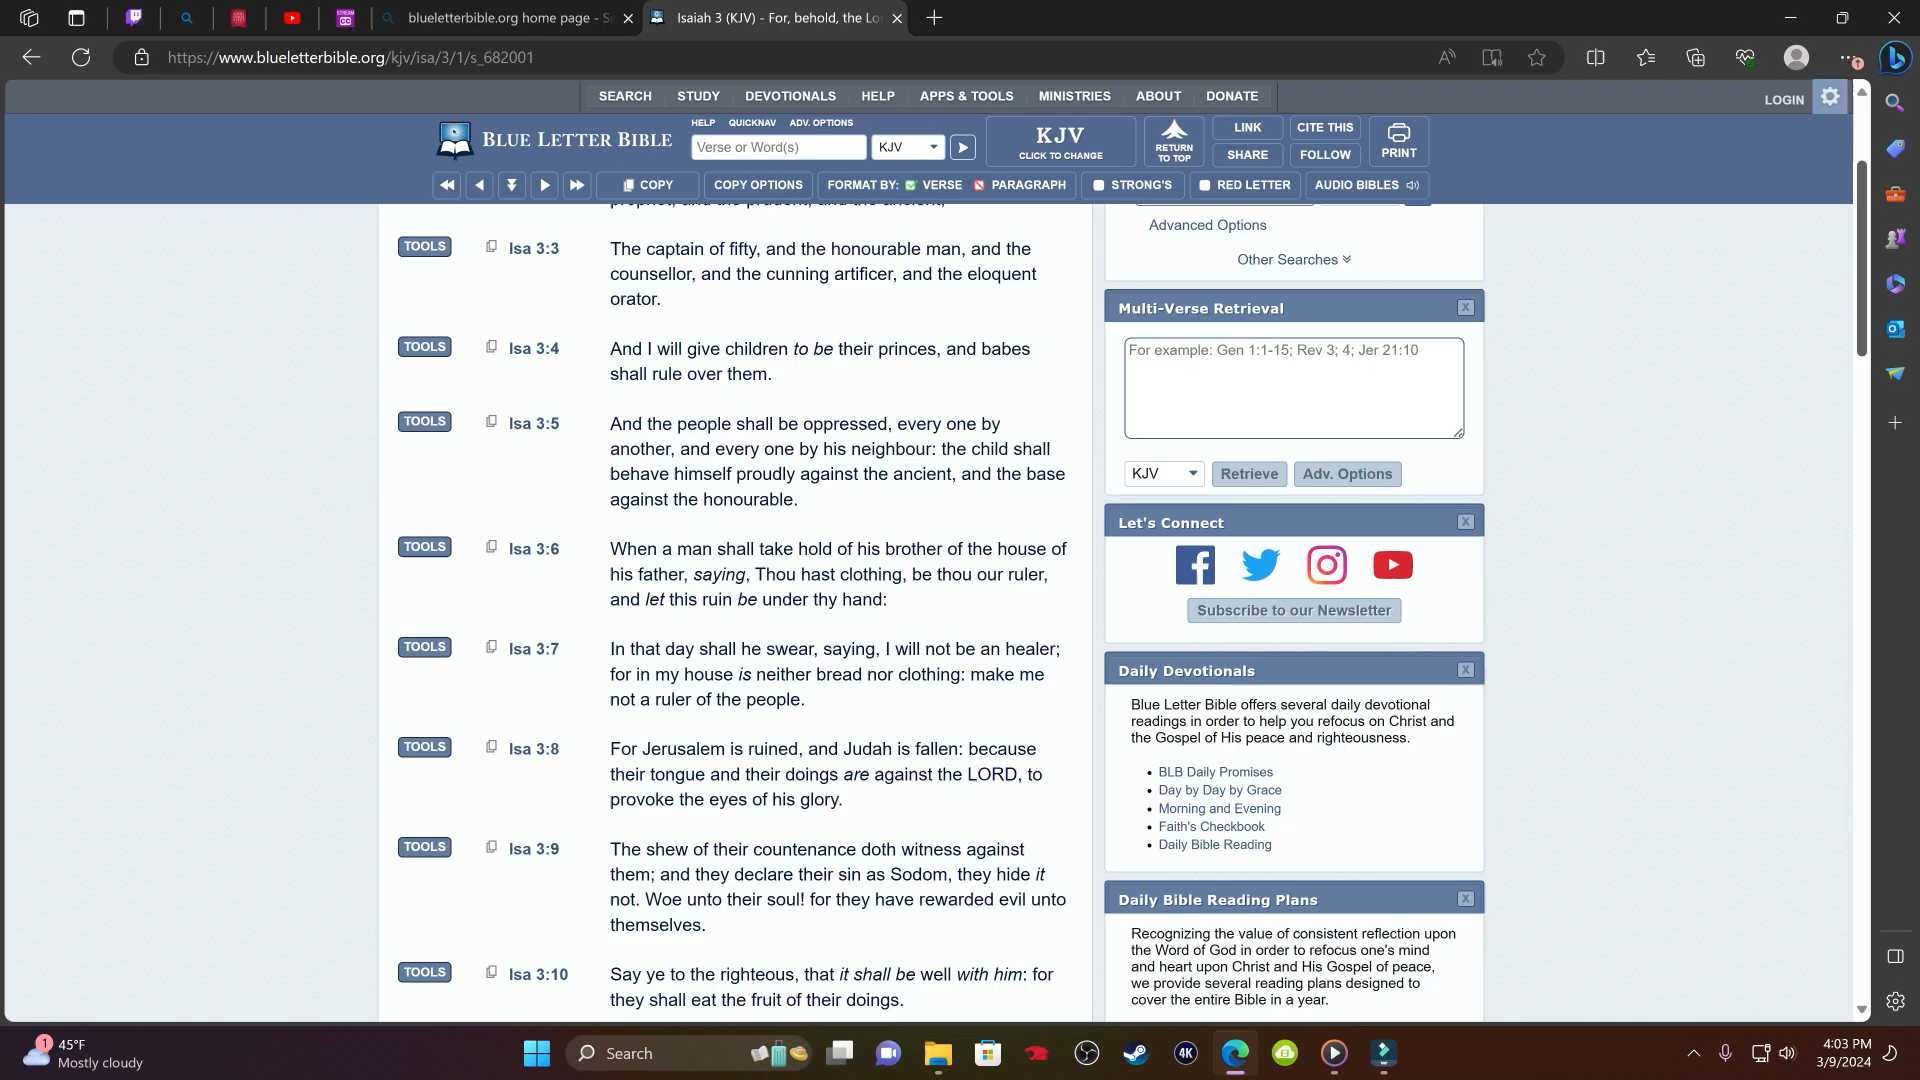 blueletterbible.org home page - S
Isaiah 3 (KJV) - For, behold, the Lo
https://www.blueletterbible.org/kjv/isa/3/1/s_682001
SEARCH STUDY DEVOTIONALS HELP APPS & TOOLS MINISTRIES ABOUT DONATE
LOGIN
BLUE LETTER BIBLE
HELP QUICKNAV ADV. OPTIONS
Verse or Word(s)
KJV
KJV
CLICK TO CHANGE
RETURN
TO TOP
LINK
CITE THIS
SHARE
FOLLOW
PRINT
COPY
COPY OPTIONS
FORMAT BY: VERSE PARAGRAPH
STRONG'S
RED LETTER
AUDIO BIBLES
prophet, and the prudent, and the ancient,
TOOLS Isa 3:3 The captain of fifty, and the honourable man, and the
counsellor, and the cunning artificer, and the eloquent
orator.
TOOLS Isa 3:4 And I will give children to be their princes, and babes
shall rule over them.
TOOLS Isa 3:5 And the people shall be oppressed, every one by
another, and every one by his neighbour: the child shall
behave himself proudly against the ancient, and the base
against the honourable.
TOOLS Isa 3:6 When a man shall take hold of his brother of the house of
his father, saying, Thou hast clothing, be thou our ruler,
and let this ruin be under thy hand:
TOOLS Isa 3:7 In that day shall he swear, saying, I will not be an healer;
for in my house is neither bread nor clothing: make me
not a ruler of the people.
TOOLS Isa 3:8 For Jerusalem is ruined, and Judah is fallen: because
their tongue and their doings are against the LORD, to
provoke the eyes of his glory.
TOOLS Isa 3:9 The shew of their countenance doth witness against
them; and they declare their sin as Sodom, they hide it
not. Woe unto their soul! for they have rewarded evil unto
themselves.
TOOLS Isa 3:10 Say ye to the righteous, that it shall be well with him: for
they shall eat the fruit of their doings.
Advanced Options
Other Searches
Multi-Verse Retrieval X
For example: Gen 1:1-15; Rev 3; 4; Jer 21:10
KJV Retrieve Adv. Options
Let's Connect X
Subscribe to our Newsletter
Daily Devotionals X
Blue Letter Bible offers several daily devotional
readings in order to help you refocus on Christ and
the Gospel of His peace and righteousness.
• BLB Daily Promises
• Day by Day by Grace
• Morning and Evening
• Faith's Checkbook
• Daily Bible Reading
Daily Bible Reading Plans X
Recognizing the value of consistent reflection upon
the Word of God in order to refocus one's mind
and heart upon Christ and His Gospel of peace,
we provide several reading plans designed to
cover the entire Bible in a year.
1
45°F
Mostly cloudy
Search
4K
4:03 PM
3/9/2024